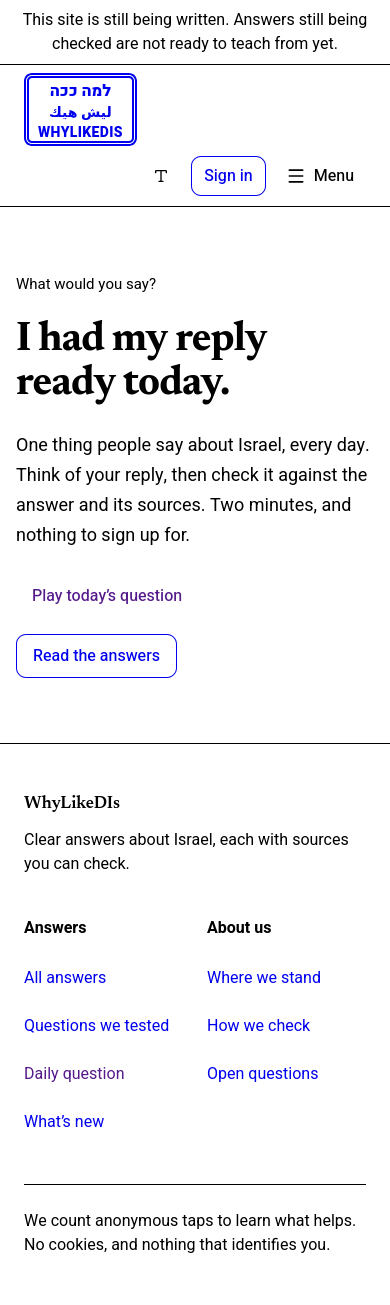 This site is still being written. Answers still being
checked are not ready to teach from yet.
למה ככה
ليش هيك
WHYLIKEDIS
T
Sign in
Menu
What would you say?
I had my reply
ready today.
One thing people say about Israel, every day.
Think of your reply, then check it against the
answer and its sources. Two minutes, and
nothing to sign up for.
Play today’s question
Read the answers
WhyLikeDIs
Clear answers about Israel, each with sources
you can check.
Answers
About us
All answers
Where we stand
Questions we tested
How we check
Daily question
Open questions
What’s new
We count anonymous taps to learn what helps.
No cookies, and nothing that identifies you.